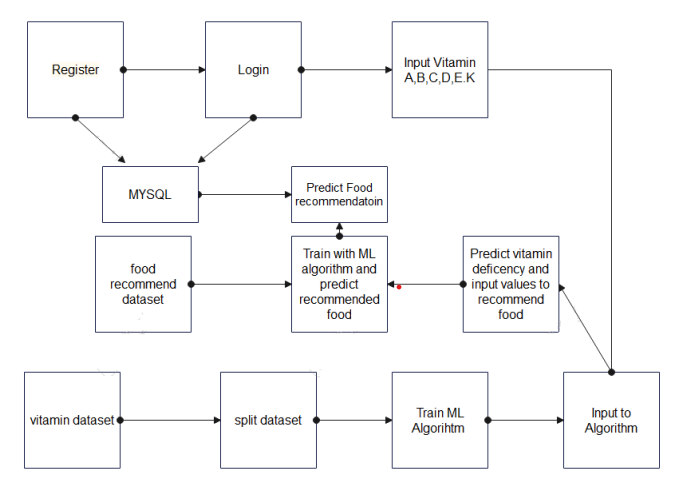 Register
Login
Input Vitamin
A,B,C,D,E.K
MYSQL
Predict Food
recommendatoin
food
recommend
dataset
Train with ML
algorithm and
predict
recommended
food
Predict vitamin
deficency and
input values to
recommend
food
vitamin dataset
split dataset
Train ML
Algorihtm
Input to
Algorithm